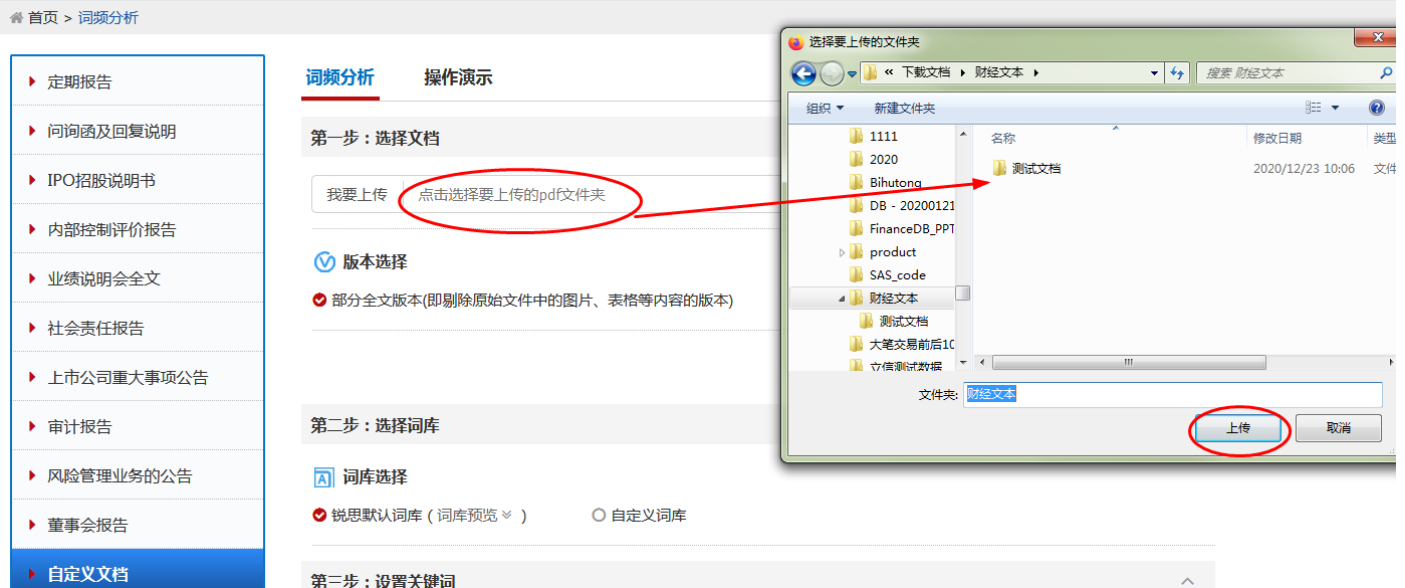 首页 > 词频分析
定期报告
问询函及回复说明
IPO招股说明书
内部控制评价报告
业绩说明会全文
社会责任报告
上市公司重大事项公告
审计报告
风险管理业务的公告
董事会报告
自定义文档
词频分析 操作演示
第一步：选择文档
我要上传 点击选择要上传的pdf文件夹
版本选择
部分全文版本(即剔除原始文件中的图片、表格等内容的版本)
第二步：选择词库
词库选择
锐思默认词库 ( 词库预览 ) 自定义词库
第三步：设置关键词
选择要上传的文件夹
« 下载文档 财经文本 搜索 财经文本
组织 新建文件夹
1111
2020
Bihutong
DB - 20200121
FinanceDB_PPT
product
SAS_code
财经文本
测试文档
大笔交易前后10
立信测试数据
名称 修改日期 类型
测试文档 2020/12/23 10:06 文件
文件夹: 财经文本
上传 取消